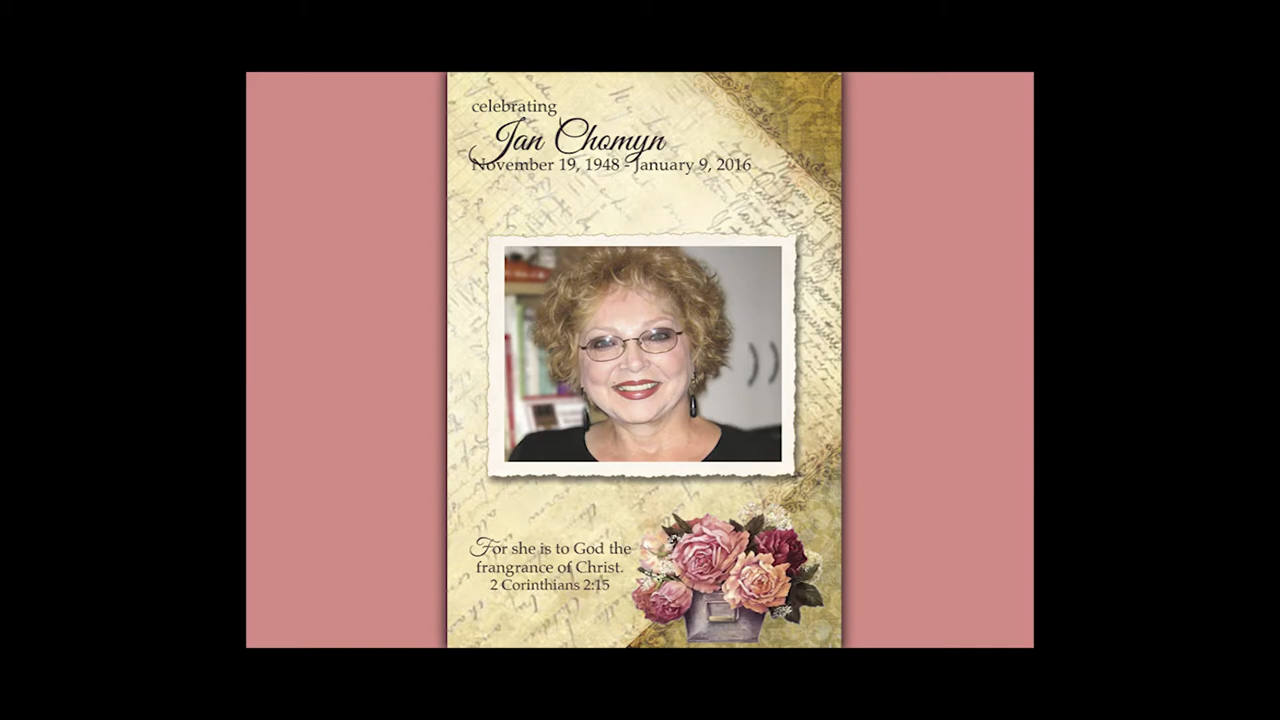 celebrating
Jan Chomyn
November 19, 1948 - January 9, 2016
For she is to God the
frangrance of Christ.
2 Corinthians 2:15